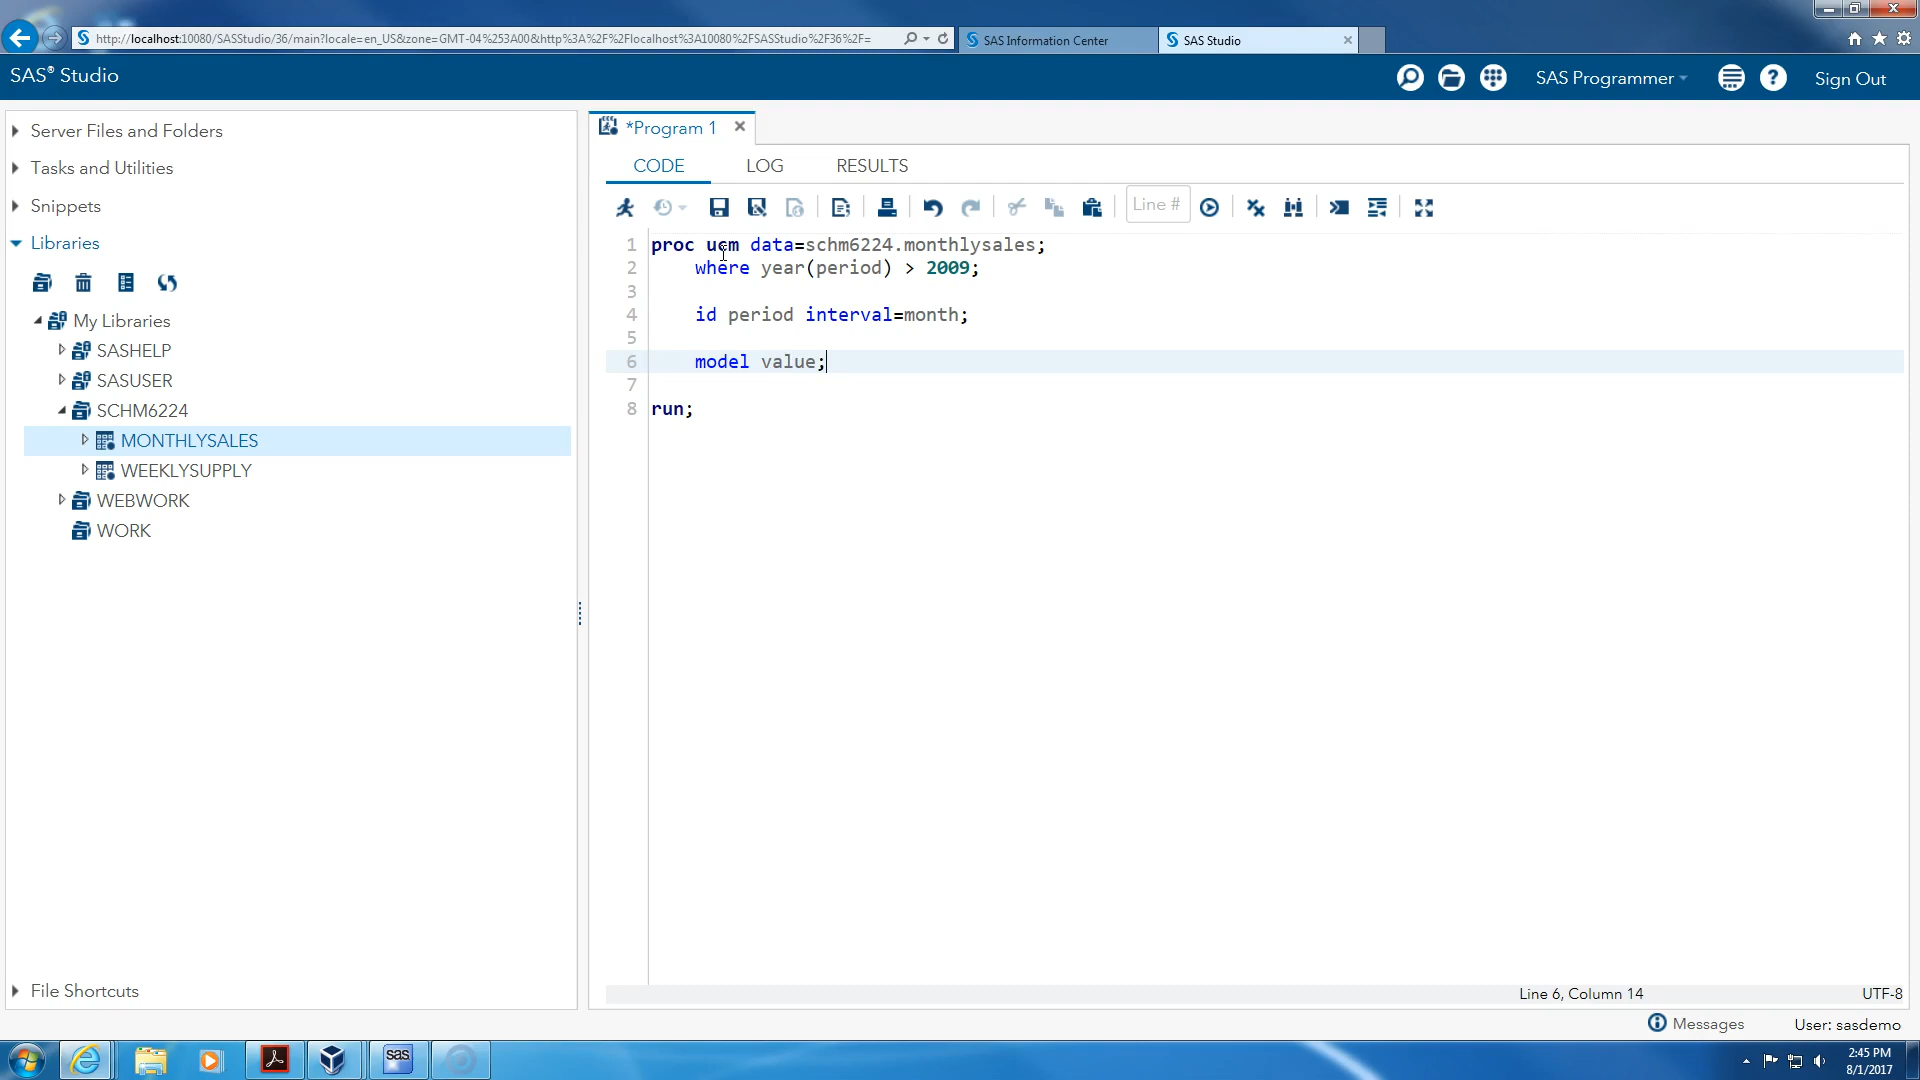 http://localhost:10080/SASStudio/36/main?locale=en_US&zone=GMT-04%253A00&http%3A%2F%2Flocalhost%3A10080%2FSASStudio%2F36%2F=
SAS Information Center
SAS Studio
SAS® Studio
SAS Programmer
Sign Out
Server Files and Folders
Tasks and Utilities
Snippets
Libraries
My Libraries
SASHELP
SASUSER
SCHM6224
MONTHLYSALES
WEEKLYSUPPLY
WEBWORK
WORK
File Shortcuts
*Program 1
CODE LOG RESULTS
Line #
1 proc ucm data=schm6224.monthlysales;
2 where year(period) > 2009;
3
4 id period interval=month;
5
6 model value;
7
8 run;
Line 6, Column 14
UTF-8
Messages
User: sasdemo
sas
2:45 PM
8/1/2017